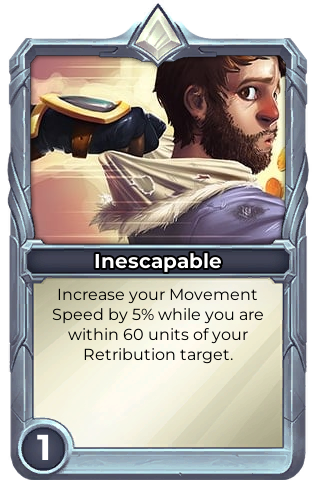 Inescapable
Increase your Movement
Speed by 5% while you are
within 60 units of your
Retribution target.
1